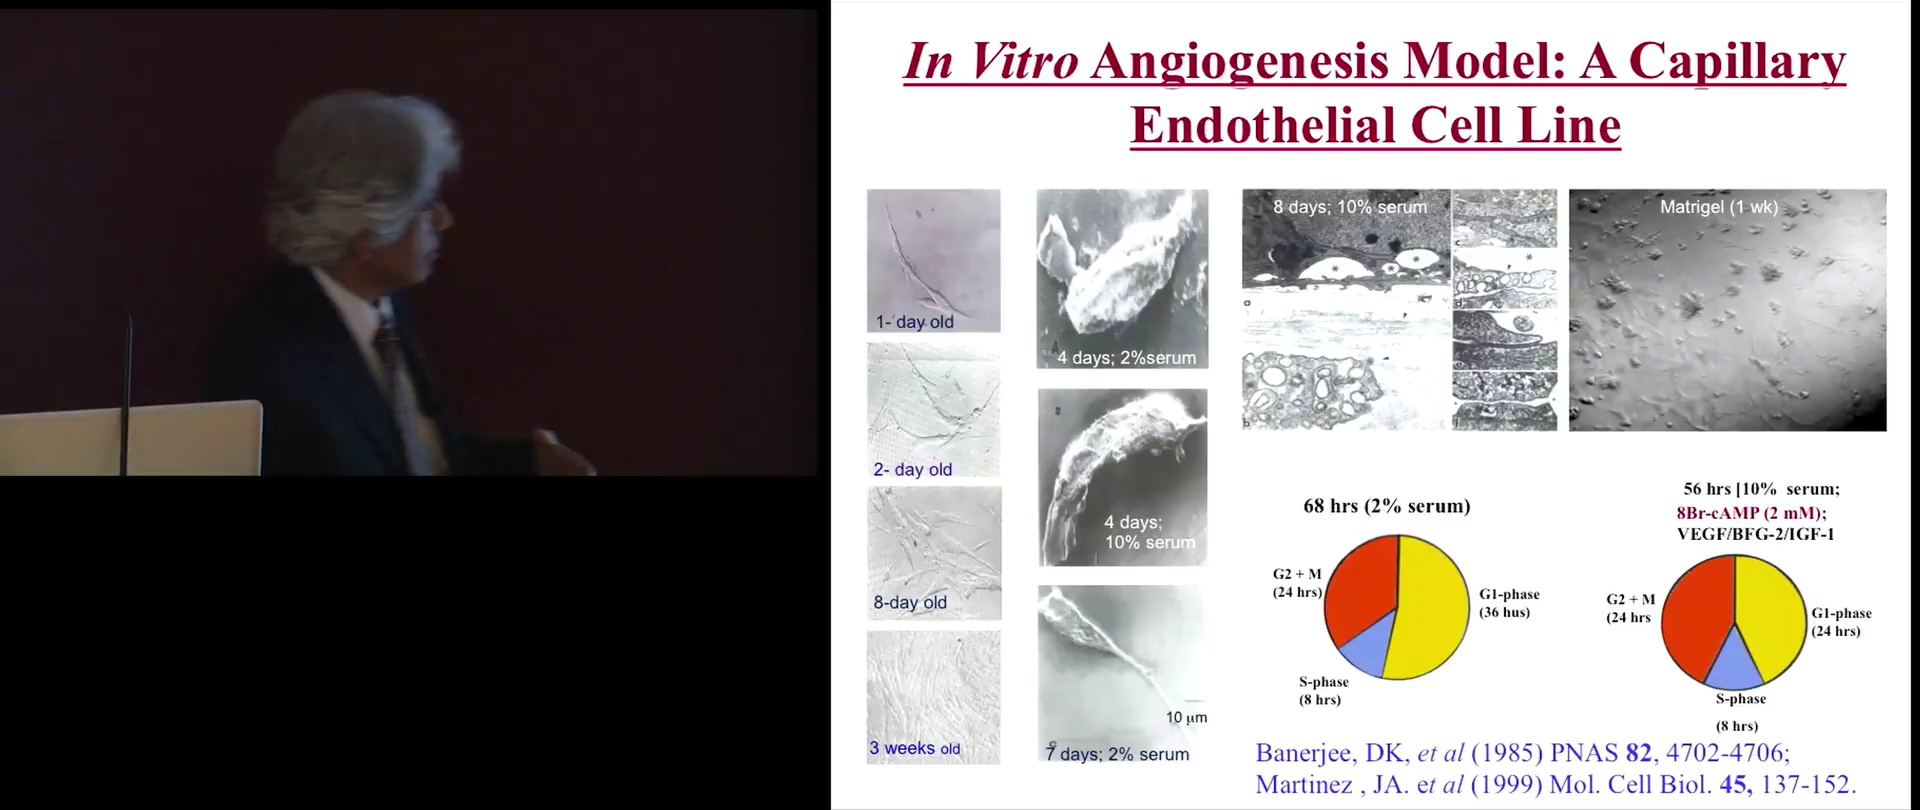 In Vitro Angiogenesis Model: A Capillary
Endothelial Cell Line
1- day old
2- day old
8-day old
3 weeks old
4 days; 2%serum
4 days;
10% serum
10 µm
7 days; 2% serum
8 days; 10% serum
Matrigel (1 wk)
68 hrs (2% serum)
G2 + M
(24 hrs)
G1-phase
(36 hus)
S-phase
(8 hrs)
56 hrs [10% serum;
8Br-cAMP (2 mM);
VEGF/BFG-2/IGF-1
G2 + M
(24 hrs
G1-phase
(24 hrs)
S-phase
(8 hrs)
Banerjee, DK, et al (1985) PNAS 82, 4702-4706;
Martinez , JA. et al (1999) Mol. Cell Biol. 45, 137-152.